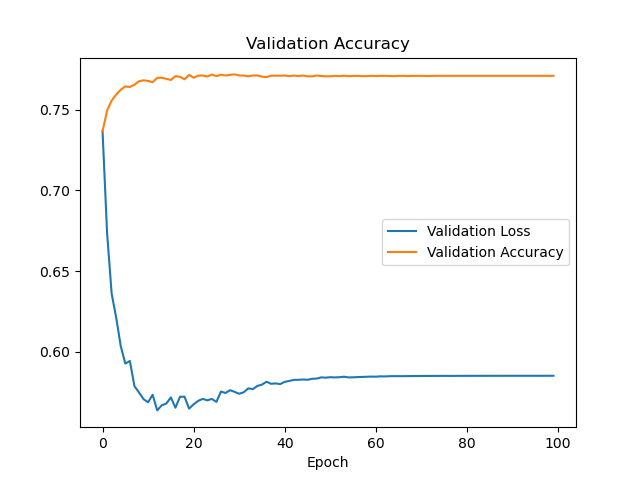 Validation Accuracy
0.75
0.70
0.65
0.60
Validation Loss
Validation Accuracy
0 20 40 60 80 100
Epoch